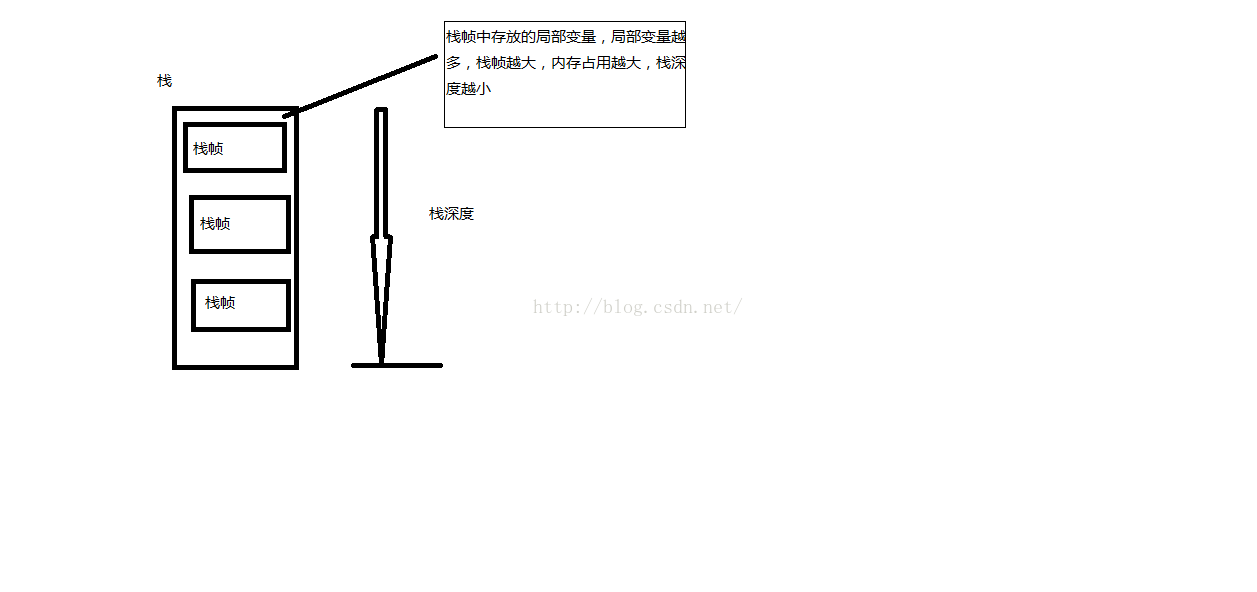 栈帧中存放的局部变量，局部变量越
多，栈帧越大，内存占用越大，栈深
度越小
栈
栈帧
栈深度
栈帧
栈帧
http://blog.csdn.net/